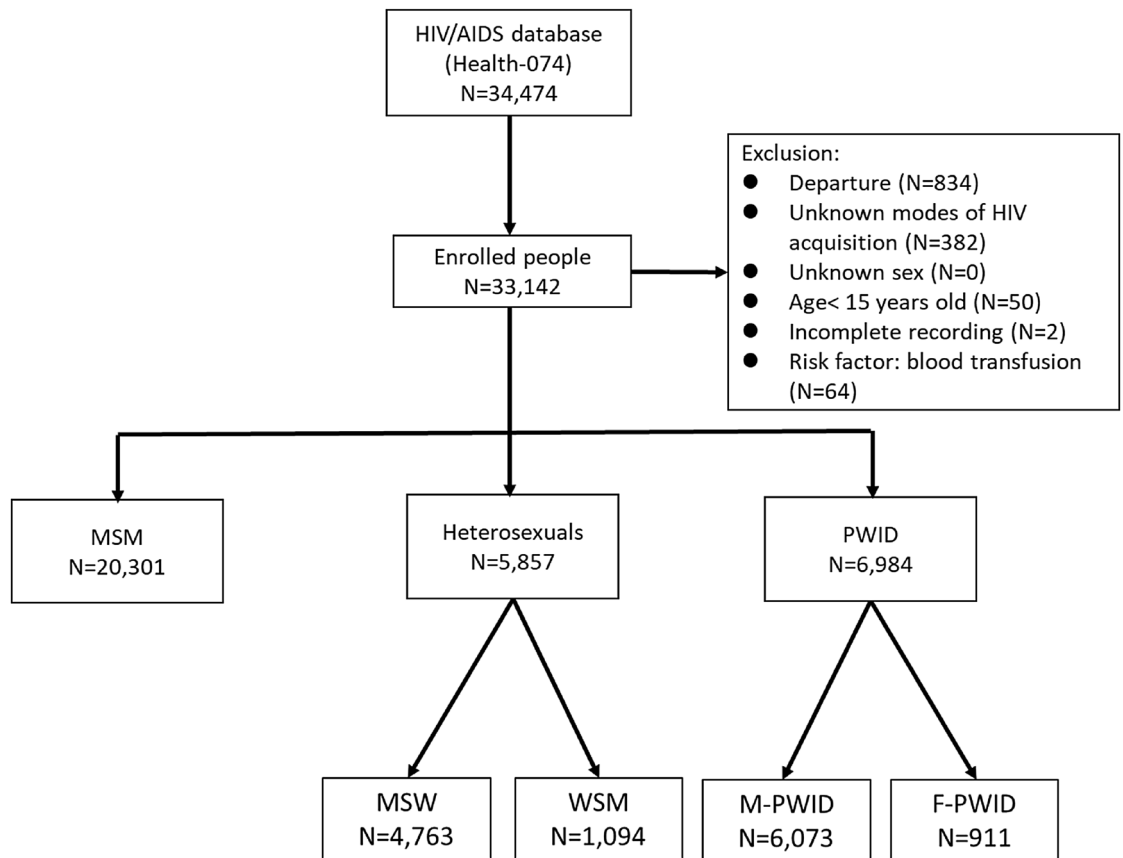 HIV/AIDS database
(Health-074)
N=34,474
Exclusion:
● Departure (N=834)
● Unknown modes of HIV
acquisition (N=382)
● Unknown sex (N=0)
● Age< 15 years old (N=50)
● Incomplete recording (N=2)
● Risk factor: blood transfusion
(N=64)
Enrolled people
N=33,142
MSM
N=20,301
Heterosexuals
N=5,857
PWID
N=6,984
MSW
N=4,763
WSM
N=1,094
M-PWID
N=6,073
F-PWID
N=911